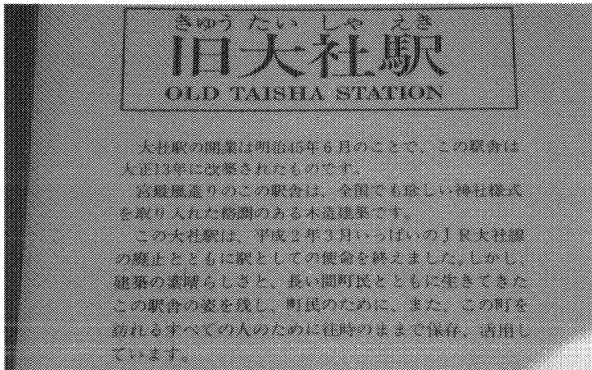 きゅう たい しゃ えき
旧大社駅
OLD TAISHA STATION
大社駅の開業は明治45年6月のことで、この駅舎は
大正13年に改築されたものです。
宮殿風造りのこの駅舎は、全国でも珍しい神社様式
を取り入れた格調のある木造建築です。
この大社駅は、平成2年3月いっぱいのJR大社線
の廃止とともに駅としての使命を終えました。しかし、
建築の素晴らしさと、長い間町民とともに生きてきた
この駅舎の姿を残し、町民のために、また、この町を
訪れるすべての人のために往時のままで保存、活用し
ています。